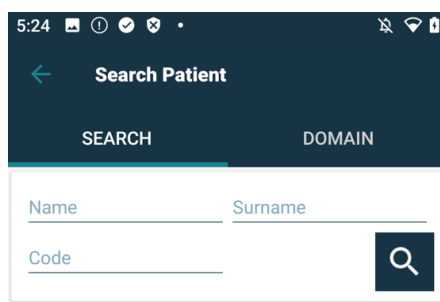 5:24
Search Patient
SEARCH DOMAIN
Name Surname
Code